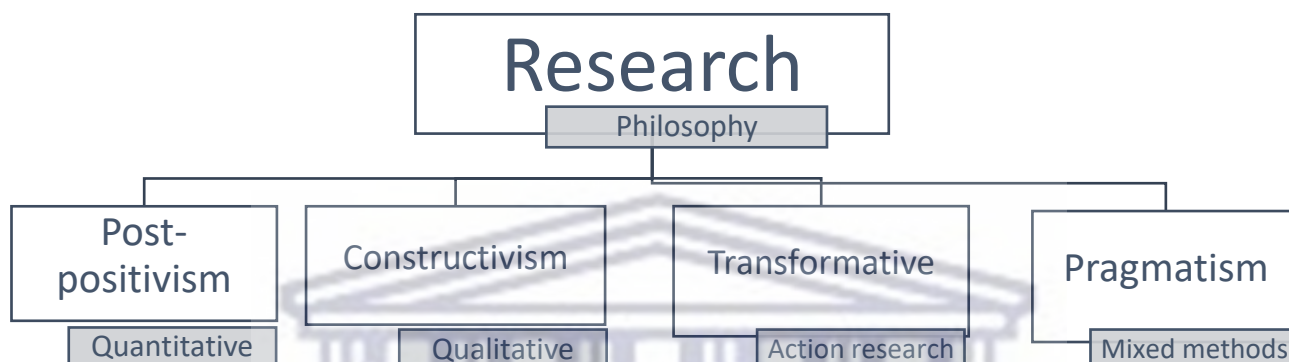 Research
Philosophy
Post-
positivism
Constructivism
Transformative
Pragmatism
Quantitative
Qualitative
Action research
Mixed methods